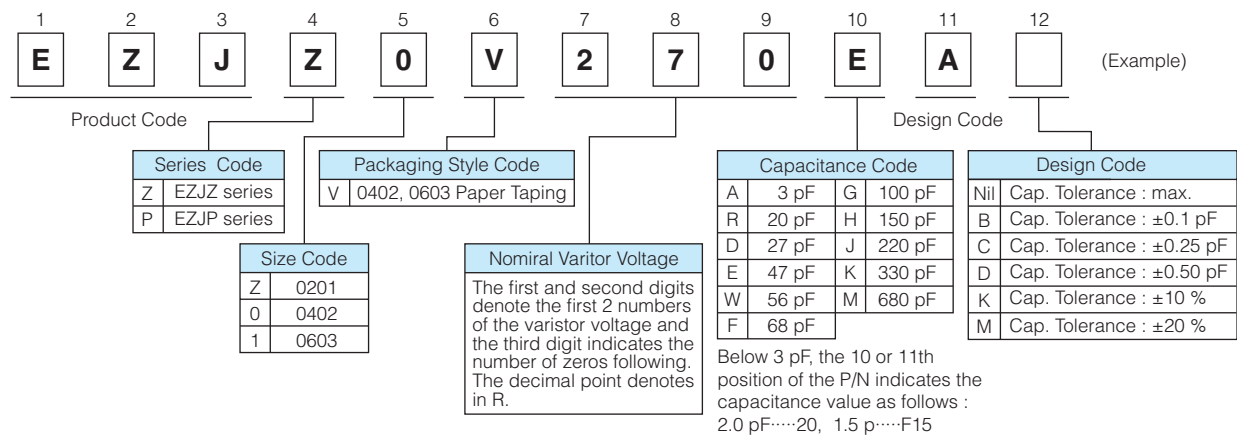 1 2 3 4 5 6 7 8 9 10 11 12
E Z J Z 0 V 2 7 0 E A (Example)
Product Code
Design Code
Series Code
Z EZJZ series
P EZJP series
Size Code
Z 0201
0 0402
1 0603
Packaging Style Code
V 0402, 0603 Paper Taping
Nomiral Varitor Voltage
The first and second digits
denote the first 2 numbers
of the varistor voltage and
the third digit indicates the
number of zeros following.
The decimal point denotes
in R.
Capacitance Code
A 3 pF G 100 pF
R 20 pF H 150 pF
D 27 pF J 220 pF
E 47 pF K 330 pF
W 56 pF M 680 pF
F 68 pF
Below 3 pF, the 10 or 11th
position of the P/N indicates the
capacitance value as follows :
2.0 pF·····20, 1.5 p·····F15
Design Code
Nil Cap. Tolerance : max.
B Cap. Tolerance : ±0.1 pF
C Cap. Tolerance : ±0.25 pF
D Cap. Tolerance : ±0.50 pF
K Cap. Tolerance : ±10 %
M Cap. Tolerance : ±20 %